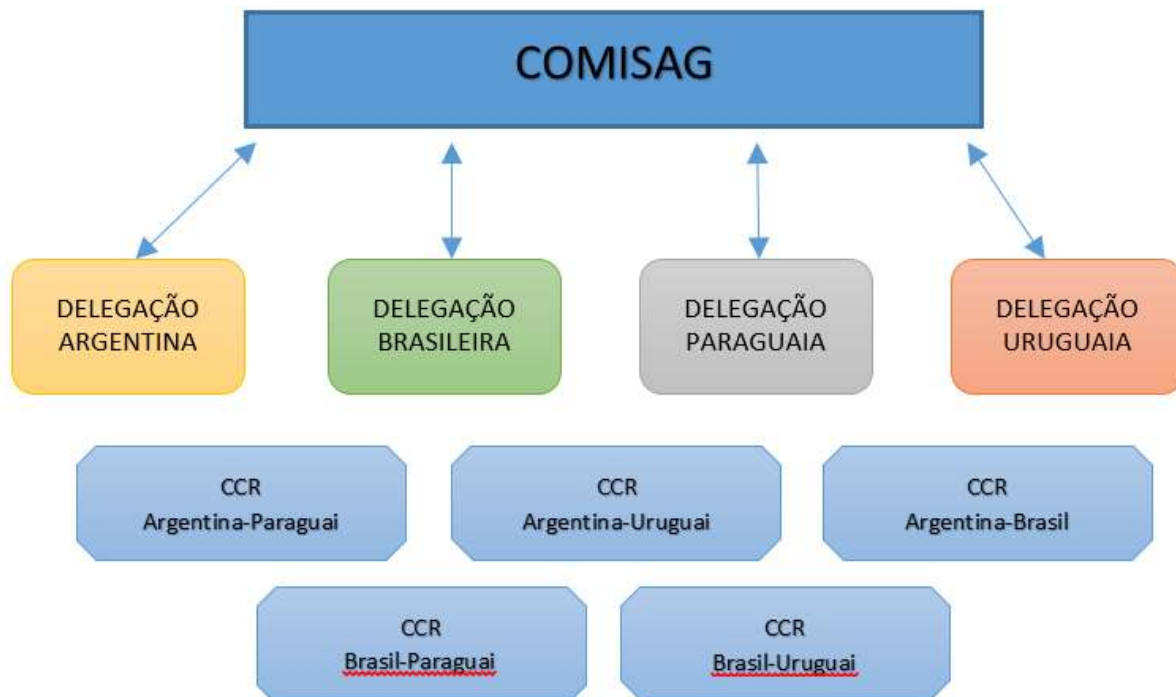 COMISAG
DELEGAÇÃO
ARGENTINA
DELEGAÇÃO
BRASILEIRA
DELEGAÇÃO
PARAGUAIA
DELEGAÇÃO
URUGUAIA
CCR
Argentina-Paraguai
CCR
Argentina-Uruguai
CCR
Argentina-Brasil
CCR
Brasil-Paraguai
CCR
Brasil-Uruguai